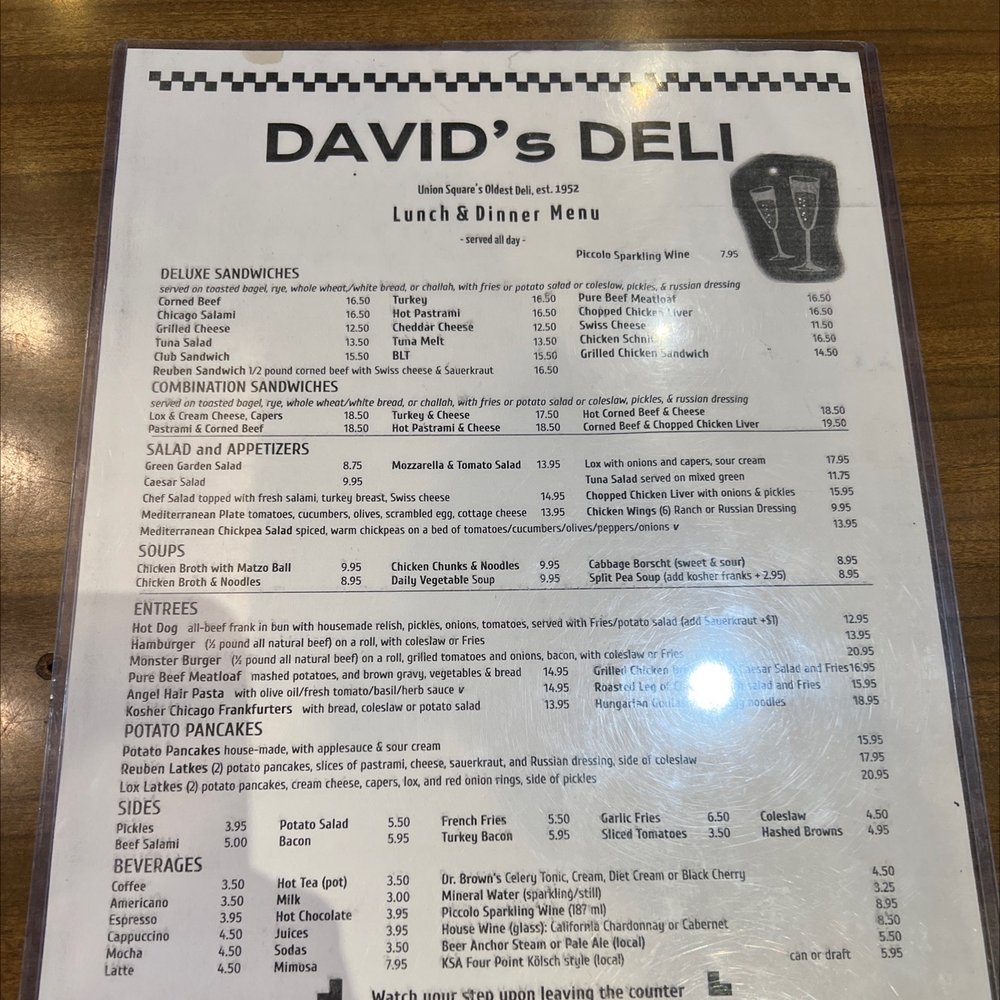 DAVID's DELI
Union Square's Oldest Deli, est. 1952
Lunch & Dinner Menu
- served all day -
Piccolo Sparkling Wine 7.95
DELUXE SANDWICHES
served on toasted bagel, rye, whole wheat/white bread, or challah, with fries or potato salad or coleslaw, pickles, & russian dressing
Corned Beef 16.50 Turkey 16.50 Pure Beef Meatloaf 16.50
Chicago Salami 16.50 Hot Pastrami 16.50 Chopped Chicken Liver 16.50
Grilled Cheese 12.50 Cheddar Cheese 12.50 Swiss Cheese 11.50
Tuna Salad 13.50 Tuna Melt 13.50 Chicken 16.50
Club Sandwich 15.50 BLT 15.50 Grilled Chicken Sandwich 14.50
Reuben Sandwich 1/2 pound corned beef with Swiss cheese & Sauerkraut 16.50
COMBINATION SANDWICHES
served on toasted bagel, rye, whole wheat/white bread, or challah, with fries or potato salad or coleslaw, pickles, & russian dressing
Lox & Cream Cheese, Capers 18.50 Turkey & Cheese 17.50 Hot Corned Beef & Cheese 18.50
Pastrami & Corned Beef 18.50 Hot Pastrami & Cheese 18.50 Corned Beef & Chopped Chicken Liver 19.50
SALAD and APPETIZERS
Green Garden Salad 8.75 Mozzarella & Tomato Salad 13.95 Lox with onions and capers, sour cream 17.95
Caesar Salad 9.95 Tuna Salad served on mixed green 11.75
Chef Salad topped with fresh salami, turkey breast, Swiss cheese 14.95 Chopped Chicken Liver with onions & pickles 15.95
Mediterranean Plate tomatoes, cucumbers, olives, scrambled egg, cottage cheese 13.95 Chicken Wings (6) Ranch or Russian Dressing 9.95
Mediterranean Chickpea Salad spiced, warm chickpeas on a bed of tomatoes/cucumbers/olives/peppers/onions v 13.95
SOUPS
Chicken Broth with Matzo Ball 9.95 Chicken Chunks & Noodles 9.95 Cabbage Borscht (sweet & sour) 8.95
Chicken Broth & Noodles 8.95 Daily Vegetable Soup 9.95 Split Pea Soup (add kosher franks + 2.95) 8.95
ENTREES
Hot Dog all-beef frank in bun with housemade relish, pickles, onions, tomatoes, served with Fries/potato salad (add Sauerkraut +$1) 12.95
Hamburger (½ pound all natural beef) on a roll, with coleslaw or Fries 13.95
Monster Burger (½ pound all natural beef) on a roll, grilled tomatoes and onions, bacon, with coleslaw or Fries 20.95
Pure Beef Meatloaf mashed potatoes, and brown gravy, vegetables & bread 14.95 Grilled Chicken Caesar Salad and Fries 16.95
Angel Hair Pasta with olive oil/fresh tomato/basil/herb sauce v 14.95 Roasted Leg of salad and Fries 15.95
Kosher Chicago Frankfurters with bread, coleslaw or potato salad 13.95 Hungarian noodles 18.95
POTATO PANCAKES
Potato Pancakes house-made, with applesauce & sour cream 15.95
Reuben Latkes (2) potato pancakes, slices of pastrami, cheese, sauerkraut, and Russian dressing, side of coleslaw 17.95
Lox Latkes (2) potato pancakes, cream cheese, capers, lox, and red onion rings, side of pickles 20.95
SIDES
Pickles 3.95 Potato Salad 5.50 French Fries 5.50 Garlic Fries 6.50 Coleslaw 4.50
Beef Salami 5.00 Bacon 5.95 Turkey Bacon 5.95 Sliced Tomatoes 3.50 Hashed Browns 4.95
BEVERAGES
Coffee 3.50 Hot Tea (pot) 3.50 Dr. Brown's Celery Tonic, Cream, Diet Cream or Black Cherry 4.50
Americano 3.50 Milk 3.00 Mineral Water (sparkling/still) 3.25
Espresso 3.95 Hot Chocolate 3.95 Piccolo Sparkling Wine (187 ml) 8.95
Cappuccino 4.50 Juices 3.95 House Wine (glass): California Chardonnay or Cabernet 8.50
Mocha 4.50 Sodas 3.50 Beer Anchor Steam or Pale Ale (local) 5.50
Latte 4.50 Mimosa 7.95 KSA Four Point Kölsch style (local) can or draft 5.95
Watch your step upon leaving the counter